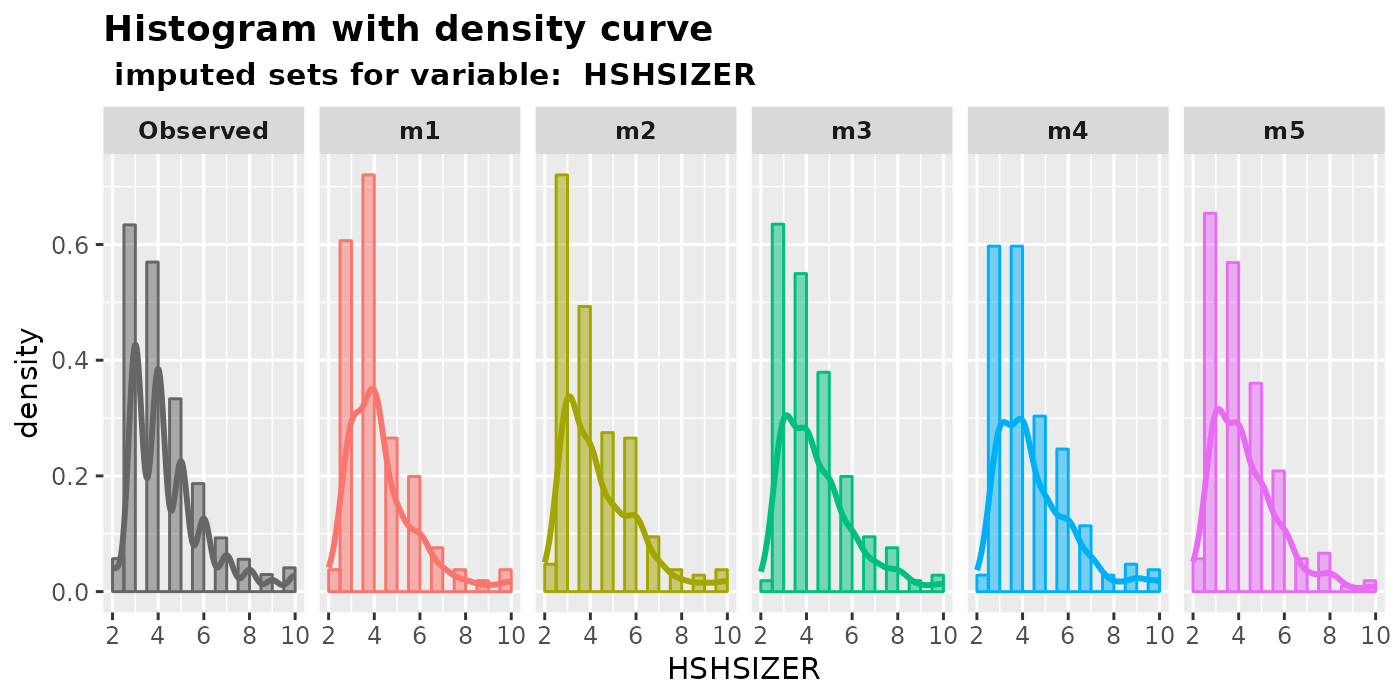 Histogram with density curve
imputed sets for variable:  HSHSIZER
Observed m1 m2 m3 m4 m5
0.6
0.4
0.2
0.0
density
2 4 6 8 10 2 4 6 8 10 2 4 6 8 10 2 4 6 8 10 2 4 6 8 10 2 4 6 8 10
HSHSIZER